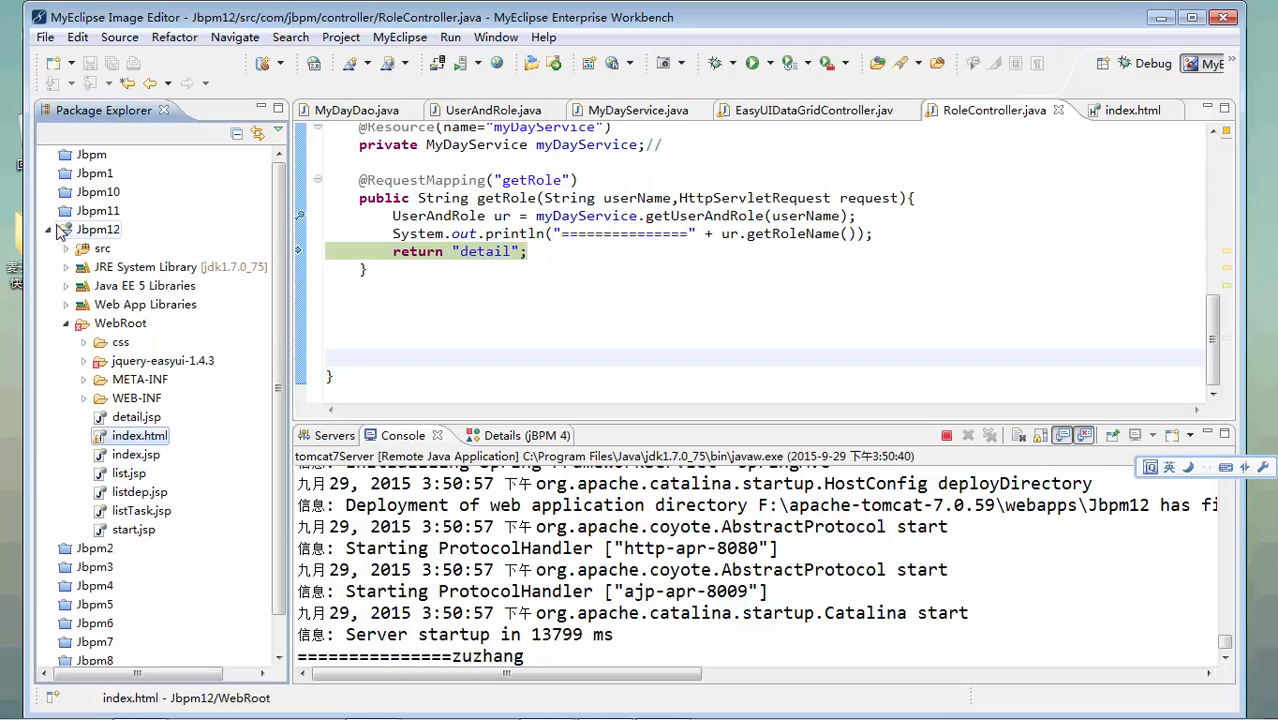 MyEclipse Image Editor - Jbpm12/src/com/jbpm/controller/RoleController.java - MyEclipse Enterprise Workbench
File Edit Source Refactor Navigate Search Project MyEclipse Run Window Help
Debug MyE
Package Explorer
Jbpm
Jbpm1
Jbpm10
Jbpm11
Jbpm12
src
JRE System Library [jdk1.7.0_75]
Java EE 5 Libraries
Web App Libraries
WebRoot
css
jquery-easyui-1.4.3
META-INF
WEB-INF
detail.jsp
index.html
index.jsp
list.jsp
listdep.jsp
listTask.jsp
start.jsp
Jbpm2
Jbpm3
Jbpm4
Jbpm5
Jbpm6
Jbpm7
Jbpm8
MyDayDao.java UserAndRole.java MyDayService.java EasyUIDataGridController.java RoleController.java index.html
@Resource(name="myDayService")
private MyDayService myDayService;//
@RequestMapping("getRole")
public String getRole(String userName,HttpServletRequest request){
UserAndRole ur = myDayService.getUserAndRole(userName);
System.out.println("===============" + ur.getRoleName());
return "detail";
}
}
Servers Console Details (jBPM 4)
tomcat7Server [Remote Java Application] C:\Program Files\Java\jdk1.7.0_75\bin\javaw.exe (2015-9-29 下午3:50:40)
九月 29, 2015 3:50:57 下午 org.apache.catalina.startup.HostConfig deployDirectory
信息: Deployment of web application directory F:\apache-tomcat-7.0.59\webapps\Jbpm12 has fi
九月 29, 2015 3:50:57 下午 org.apache.coyote.AbstractProtocol start
信息: Starting ProtocolHandler ["http-apr-8080"]
九月 29, 2015 3:50:57 下午 org.apache.coyote.AbstractProtocol start
信息: Starting ProtocolHandler ["ajp-apr-8009"]
九月 29, 2015 3:50:57 下午 org.apache.catalina.startup.Catalina start
信息: Server startup in 13799 ms
===============zuzhang
英
index.html - Jbpm12/WebRoot